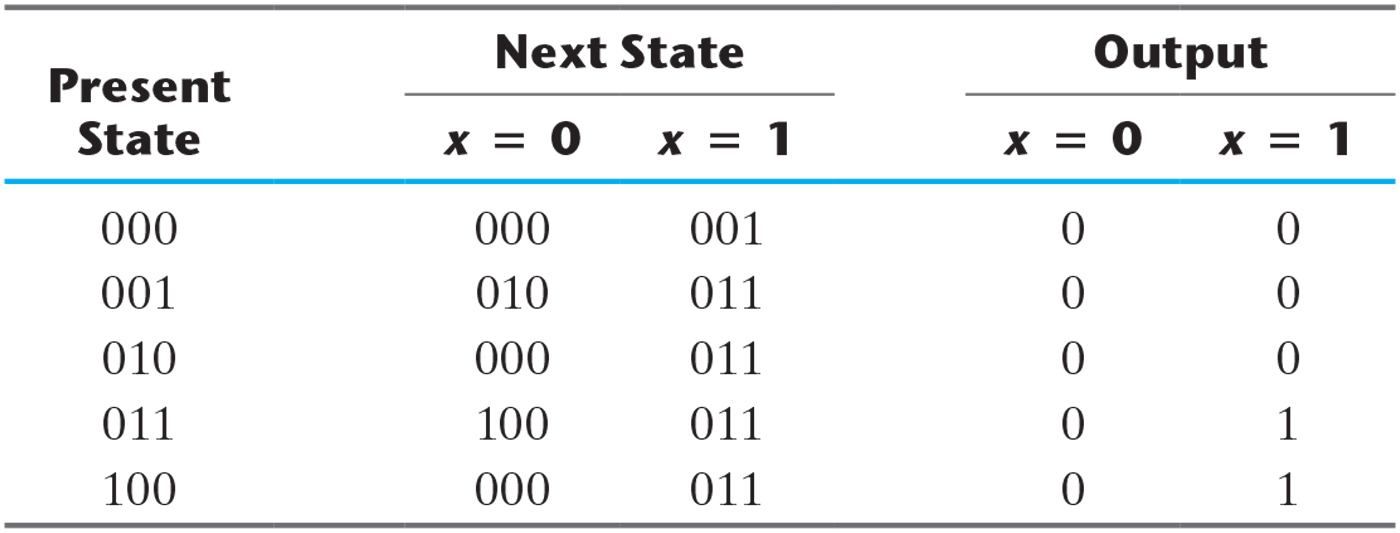 Next State Output
Present
State
x = 0 x = 1 x = 0 x = 1
000 000 001 0 0
001 010 011 0 0
010 000 011 0 0
011 100 011 0 1
100 000 011 0 1